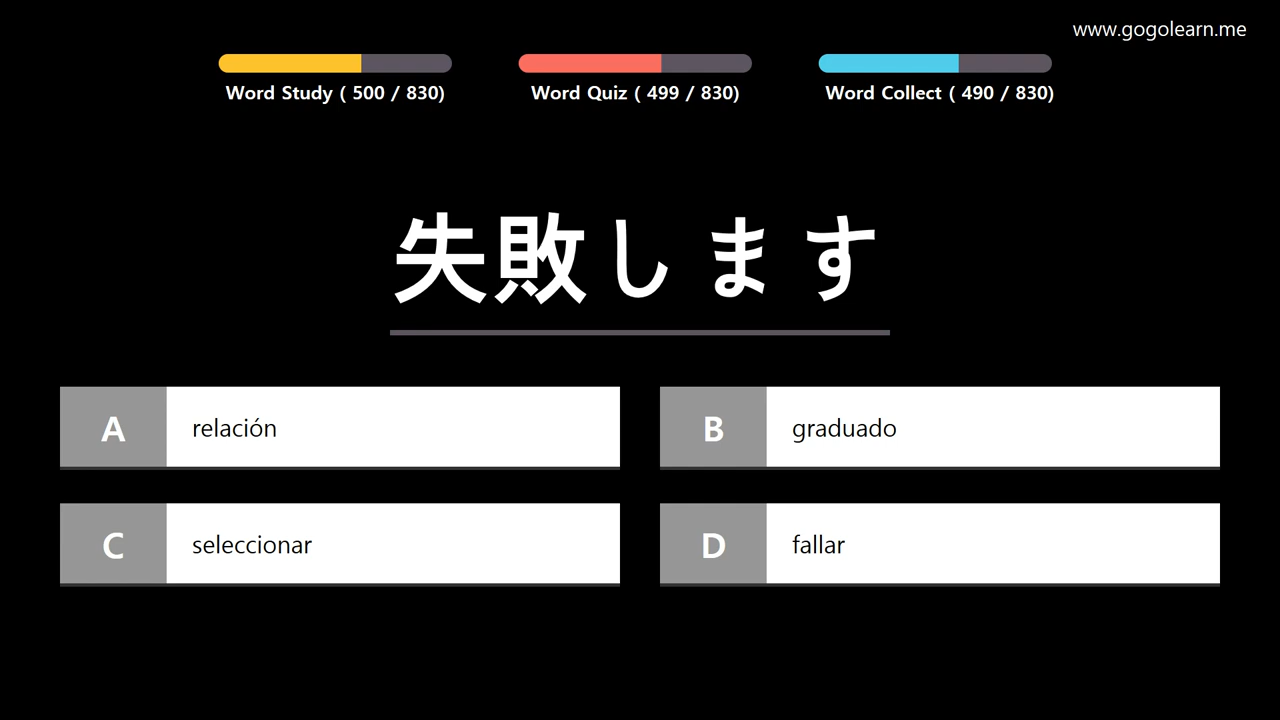 www.gogolearn.me
Word Study ( 500 / 830)
Word Quiz ( 499 / 830)
Word Collect ( 490 / 830)
失敗します
A relación
B graduado
C seleccionar
D fallar